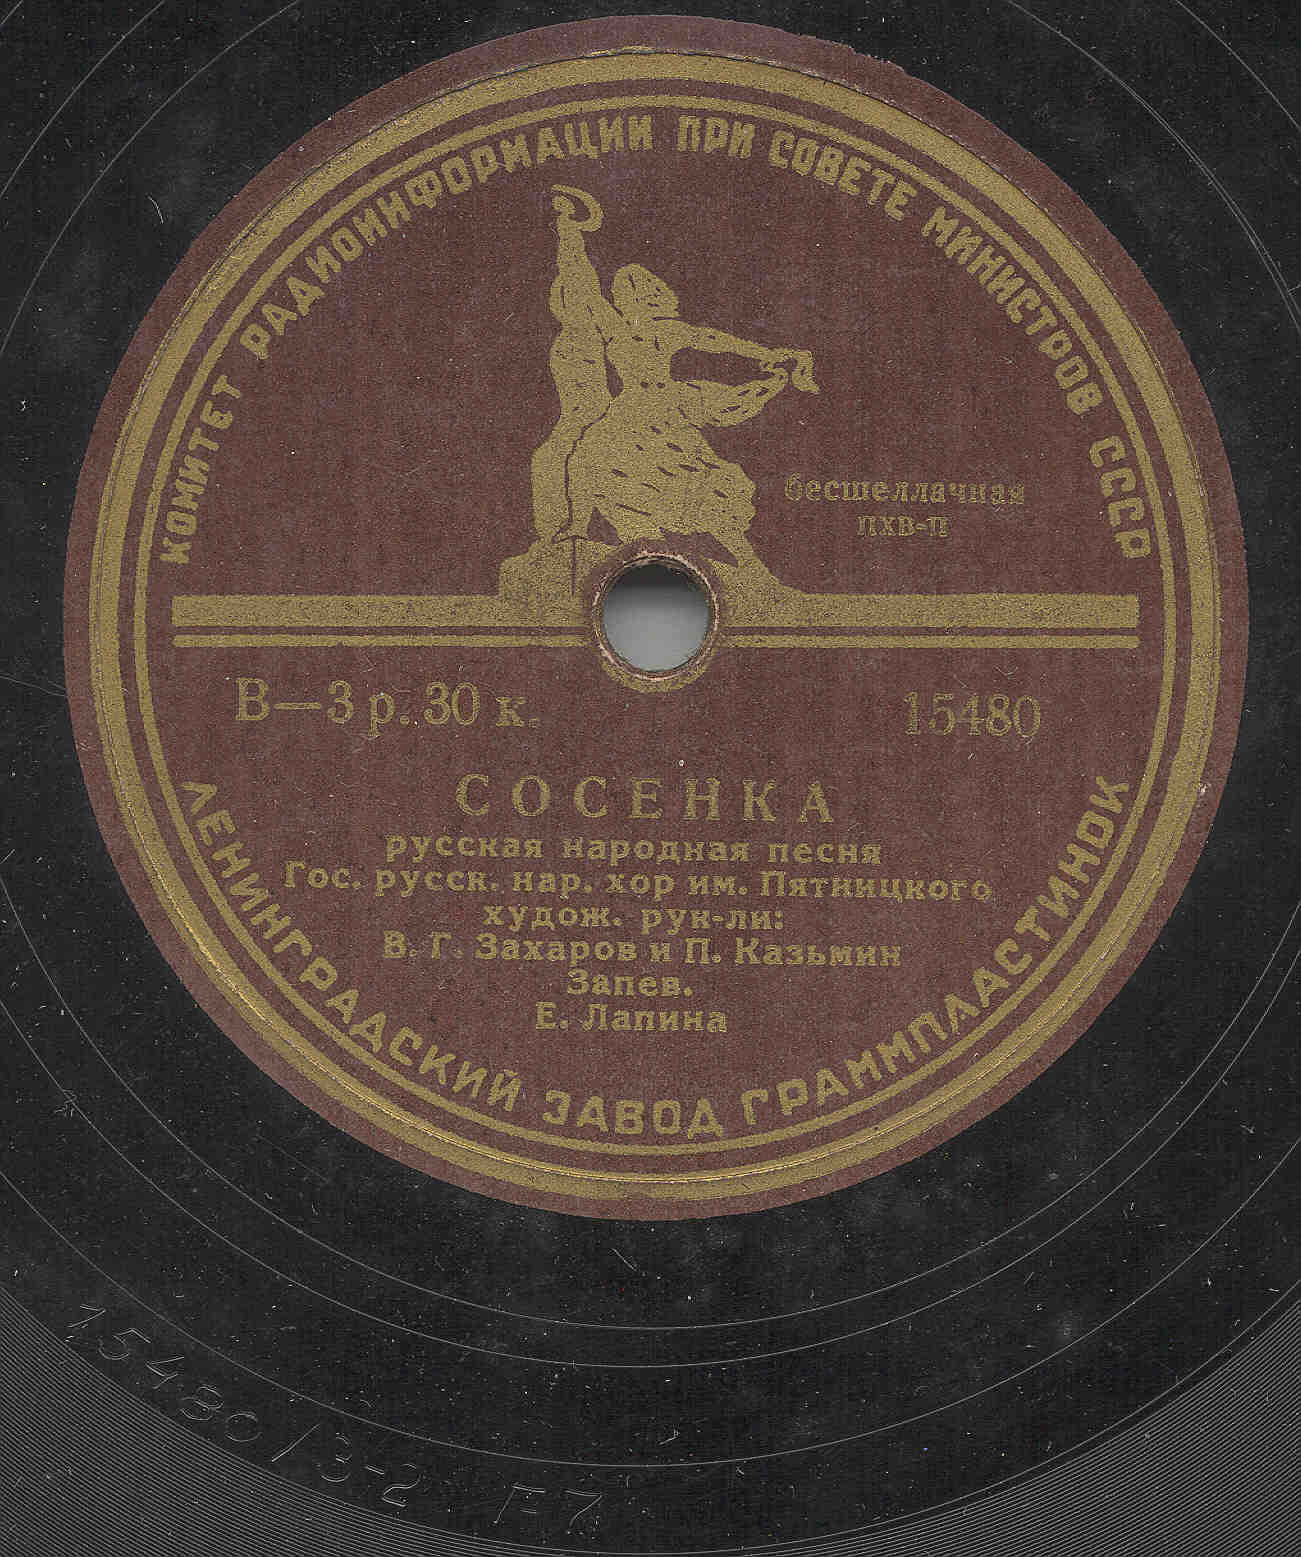 КОМИТЕТ РАДИОИНФОРМАЦИИ ПРИ СОВЕТЕ МИНИСТРОВ СССР
бесшеллачная
ПХВ-П
В—3 р. 30 к.
15480
СОСЕНКА
русская народная песня
Гос. русск. нар. хор им. Пятницкого
худож. рук-ли:
В. Г. Захаров и П. Казьмин
Запев.
Е. Лапина
ЛЕНИНГРАДСКИЙ ЗАВОД ГРАММПЛАСТИНОК
15480/3-2 Г7